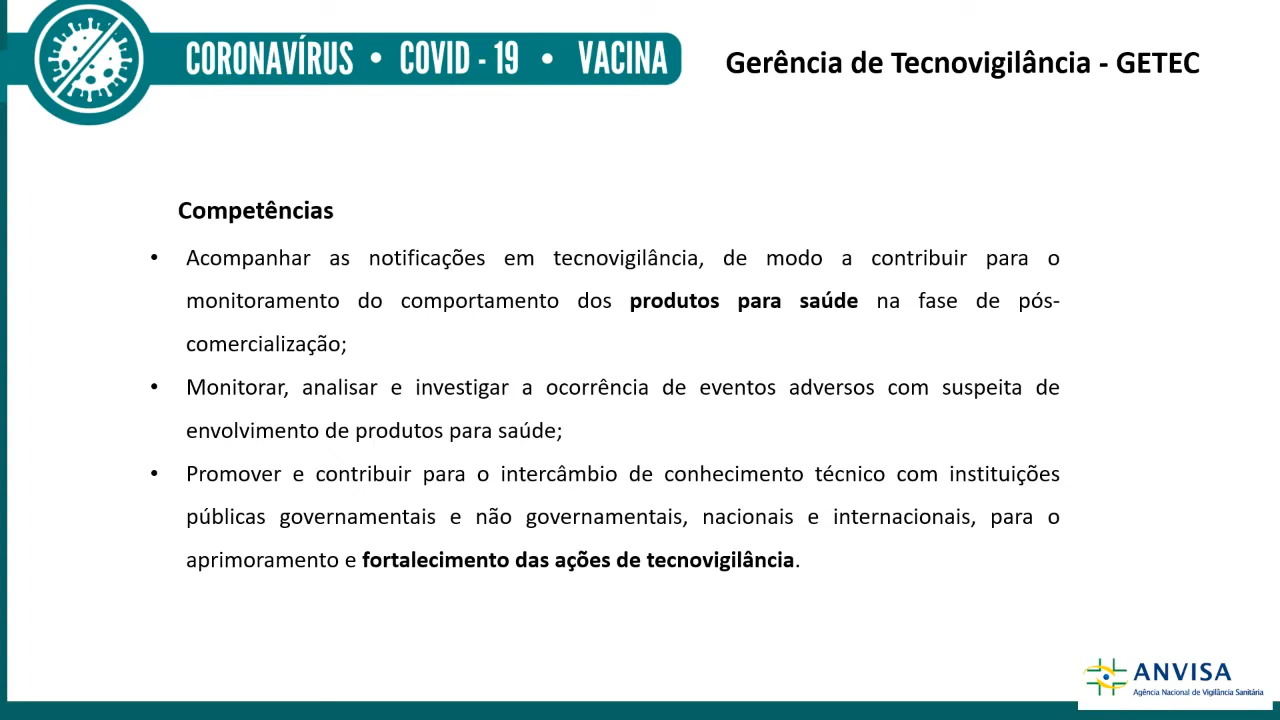 CORONAVÍRUS • COVID - 19 • VACINA
Gerência de Tecnovigilância - GETEC
Competências
• Acompanhar as notificações em tecnovigilância, de modo a contribuir para o
monitoramento do comportamento dos produtos para saúde na fase de pós-
comercialização;
• Monitorar, analisar e investigar a ocorrência de eventos adversos com suspeita de
envolvimento de produtos para saúde;
• Promover e contribuir para o intercâmbio de conhecimento técnico com instituições
públicas governamentais e não governamentais, nacionais e internacionais, para o
aprimoramento e fortalecimento das ações de tecnovigilância.
ANVISA
Agência Nacional de Vigilância Sanitária